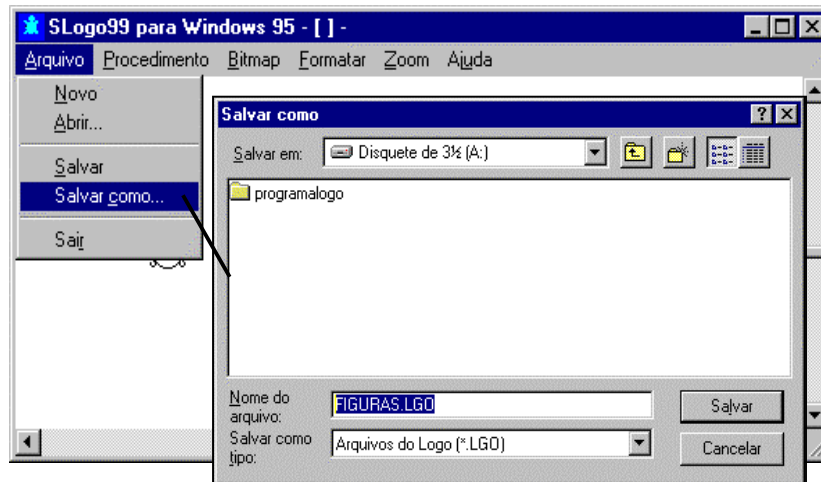 SLogo99 para Windows 95 - [ ] -
Arquivo Procedimento Bitmap Formatar Zoom Ajuda
Novo
Abrir...
Salvar
Salvar como...
Sair
Salvar como
Salvar em: Disquete de 3½ (A:)
programalogo
Nome do arquivo: FIGURAS.LGO Salvar
Salvar como tipo: Arquivos do Logo (*.LGO) Cancelar